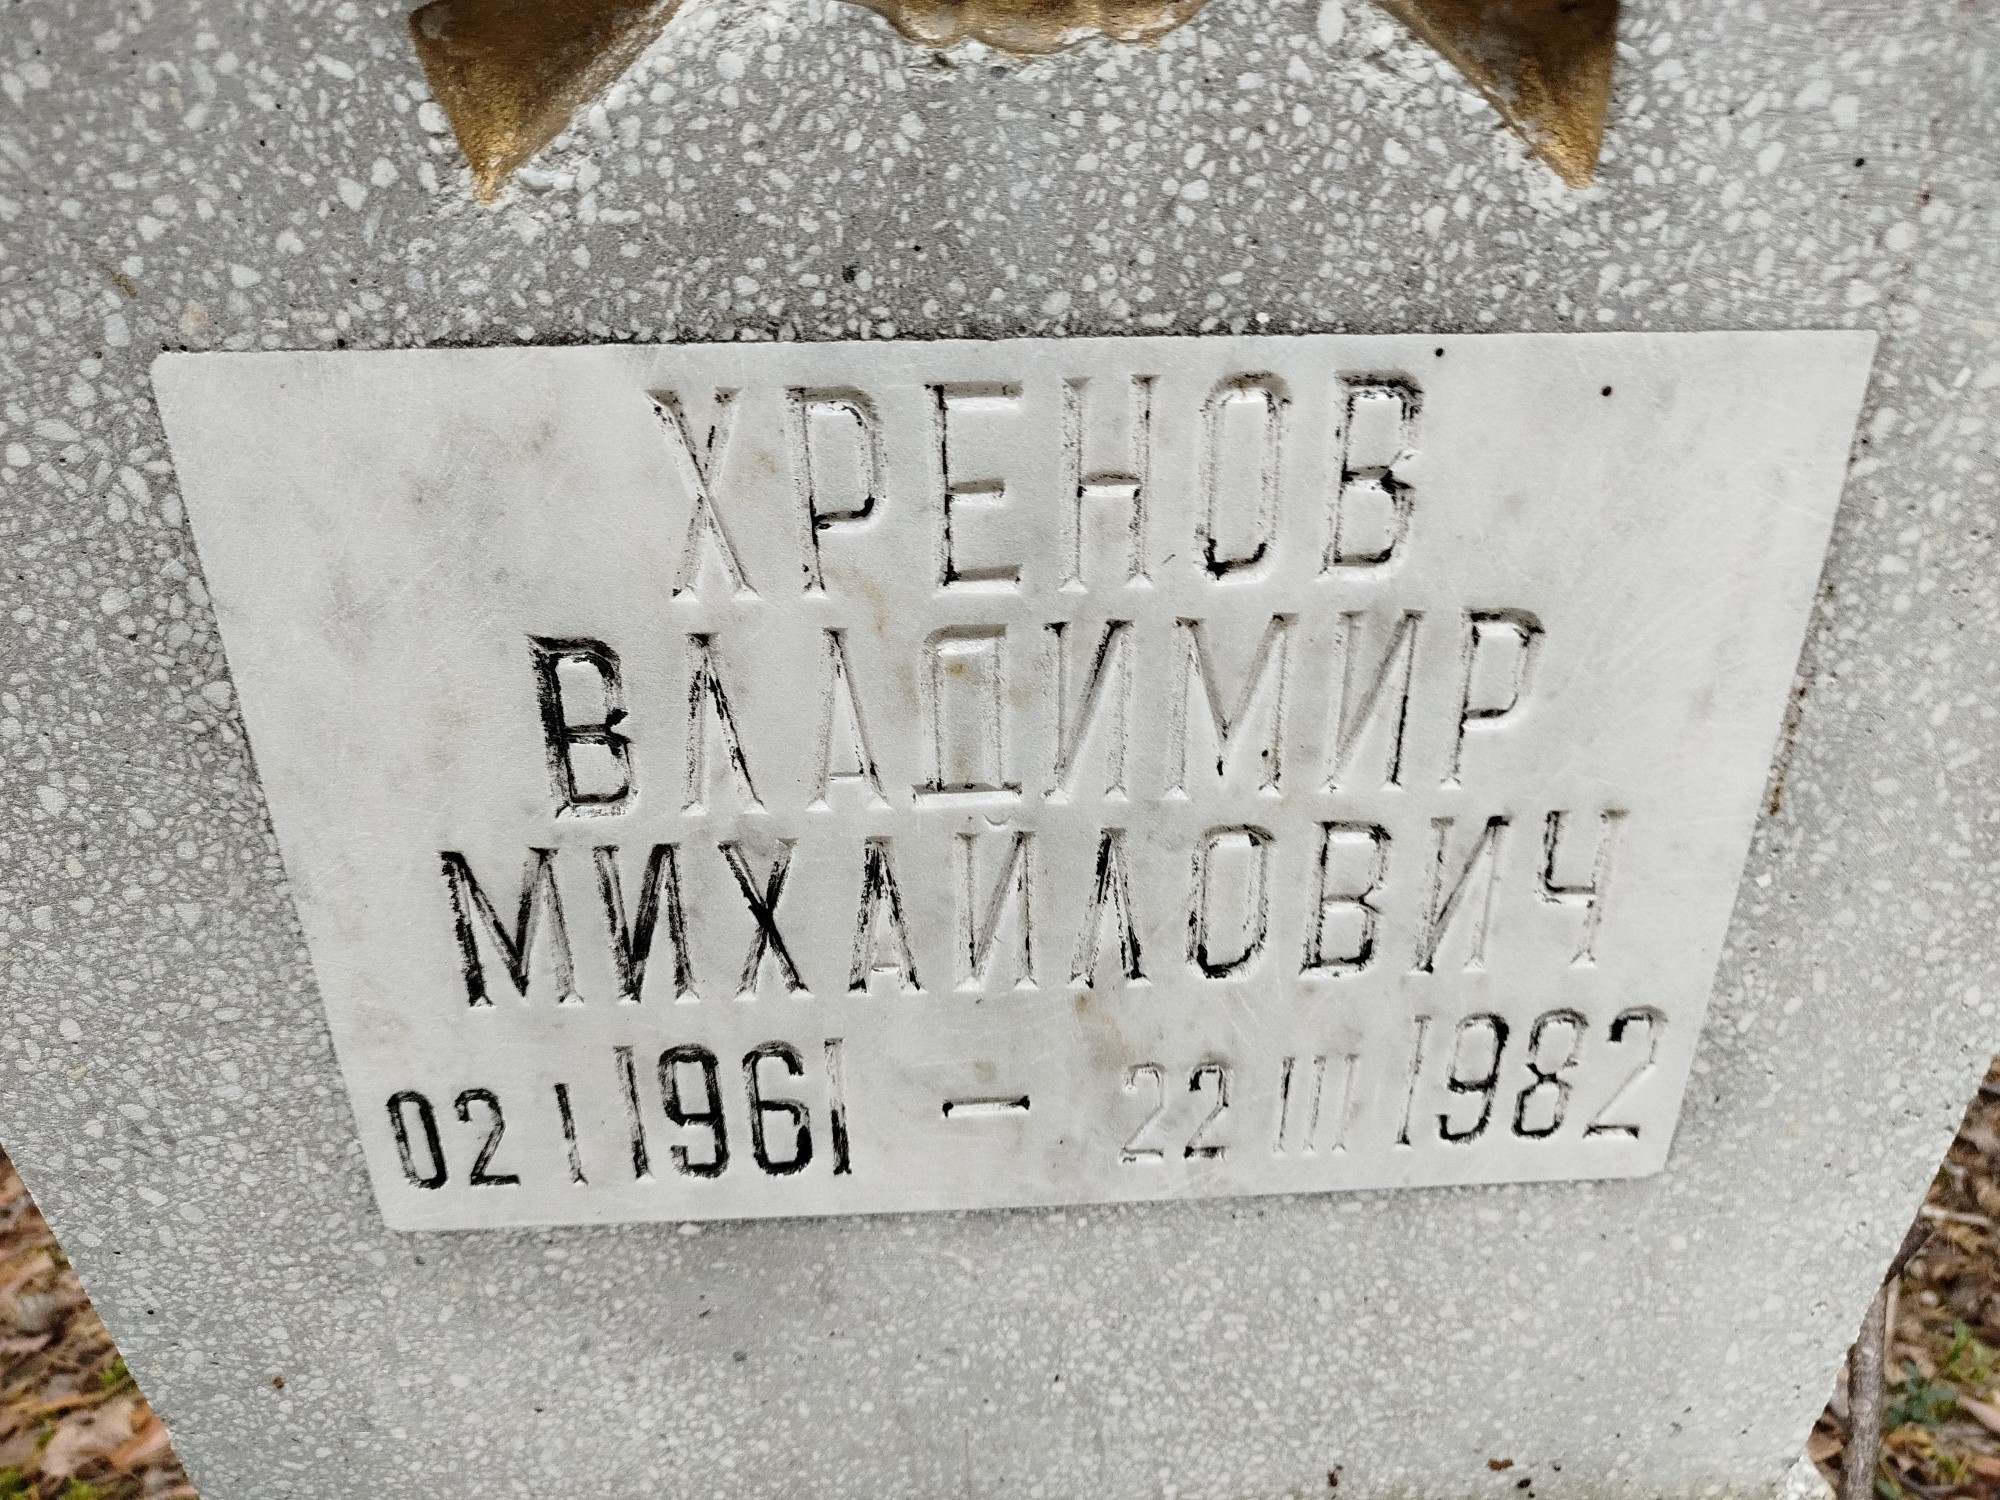 ХРЕНОВ
ВЛАДИМИР
МИХАЙЛОВИЧ
02 I 1961 — 22 III 1982